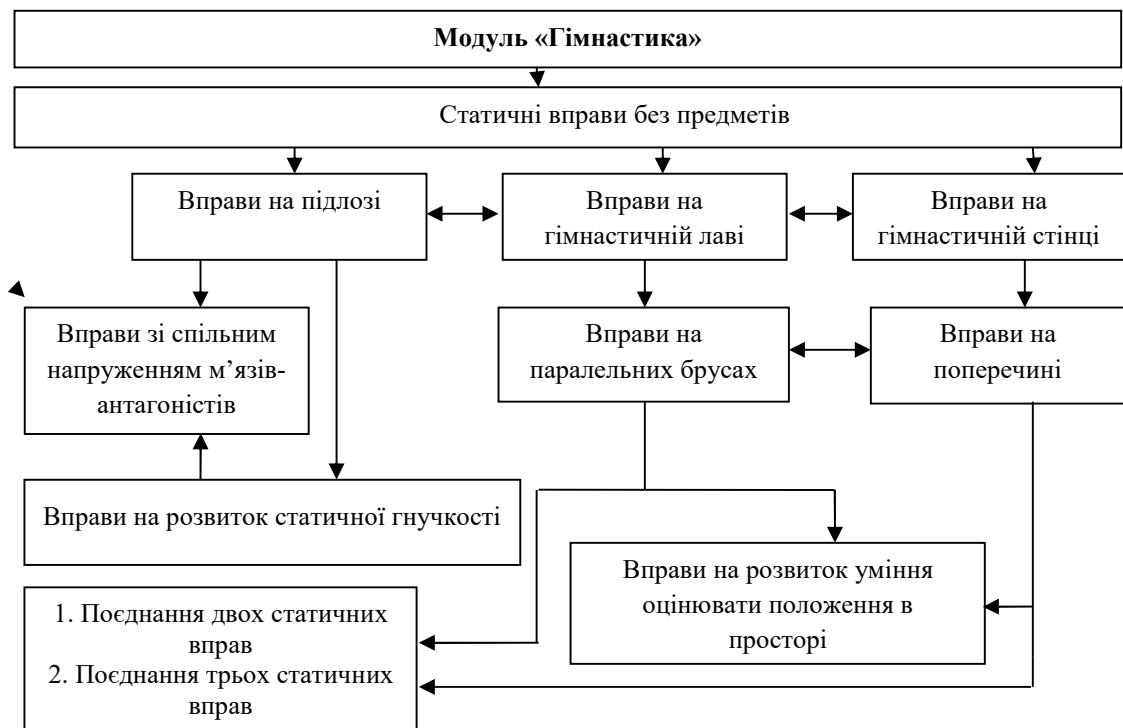 Модуль «Гімнастика»
Статичні вправи без предметів
Вправи на підлозі
Вправи на
гімнастичній лаві
Вправи на
гімнастичній стінці
Вправи зі спільним
напруженням м’язів-
антагоністів
Вправи на
паралельних брусах
Вправи на
поперечині
Вправи на розвиток статичної гнучкості
Вправи на розвиток уміння
оцінювати положення в
просторі
1. Поєднання двох статичних
вправ
2. Поєднання трьох статичних
вправ